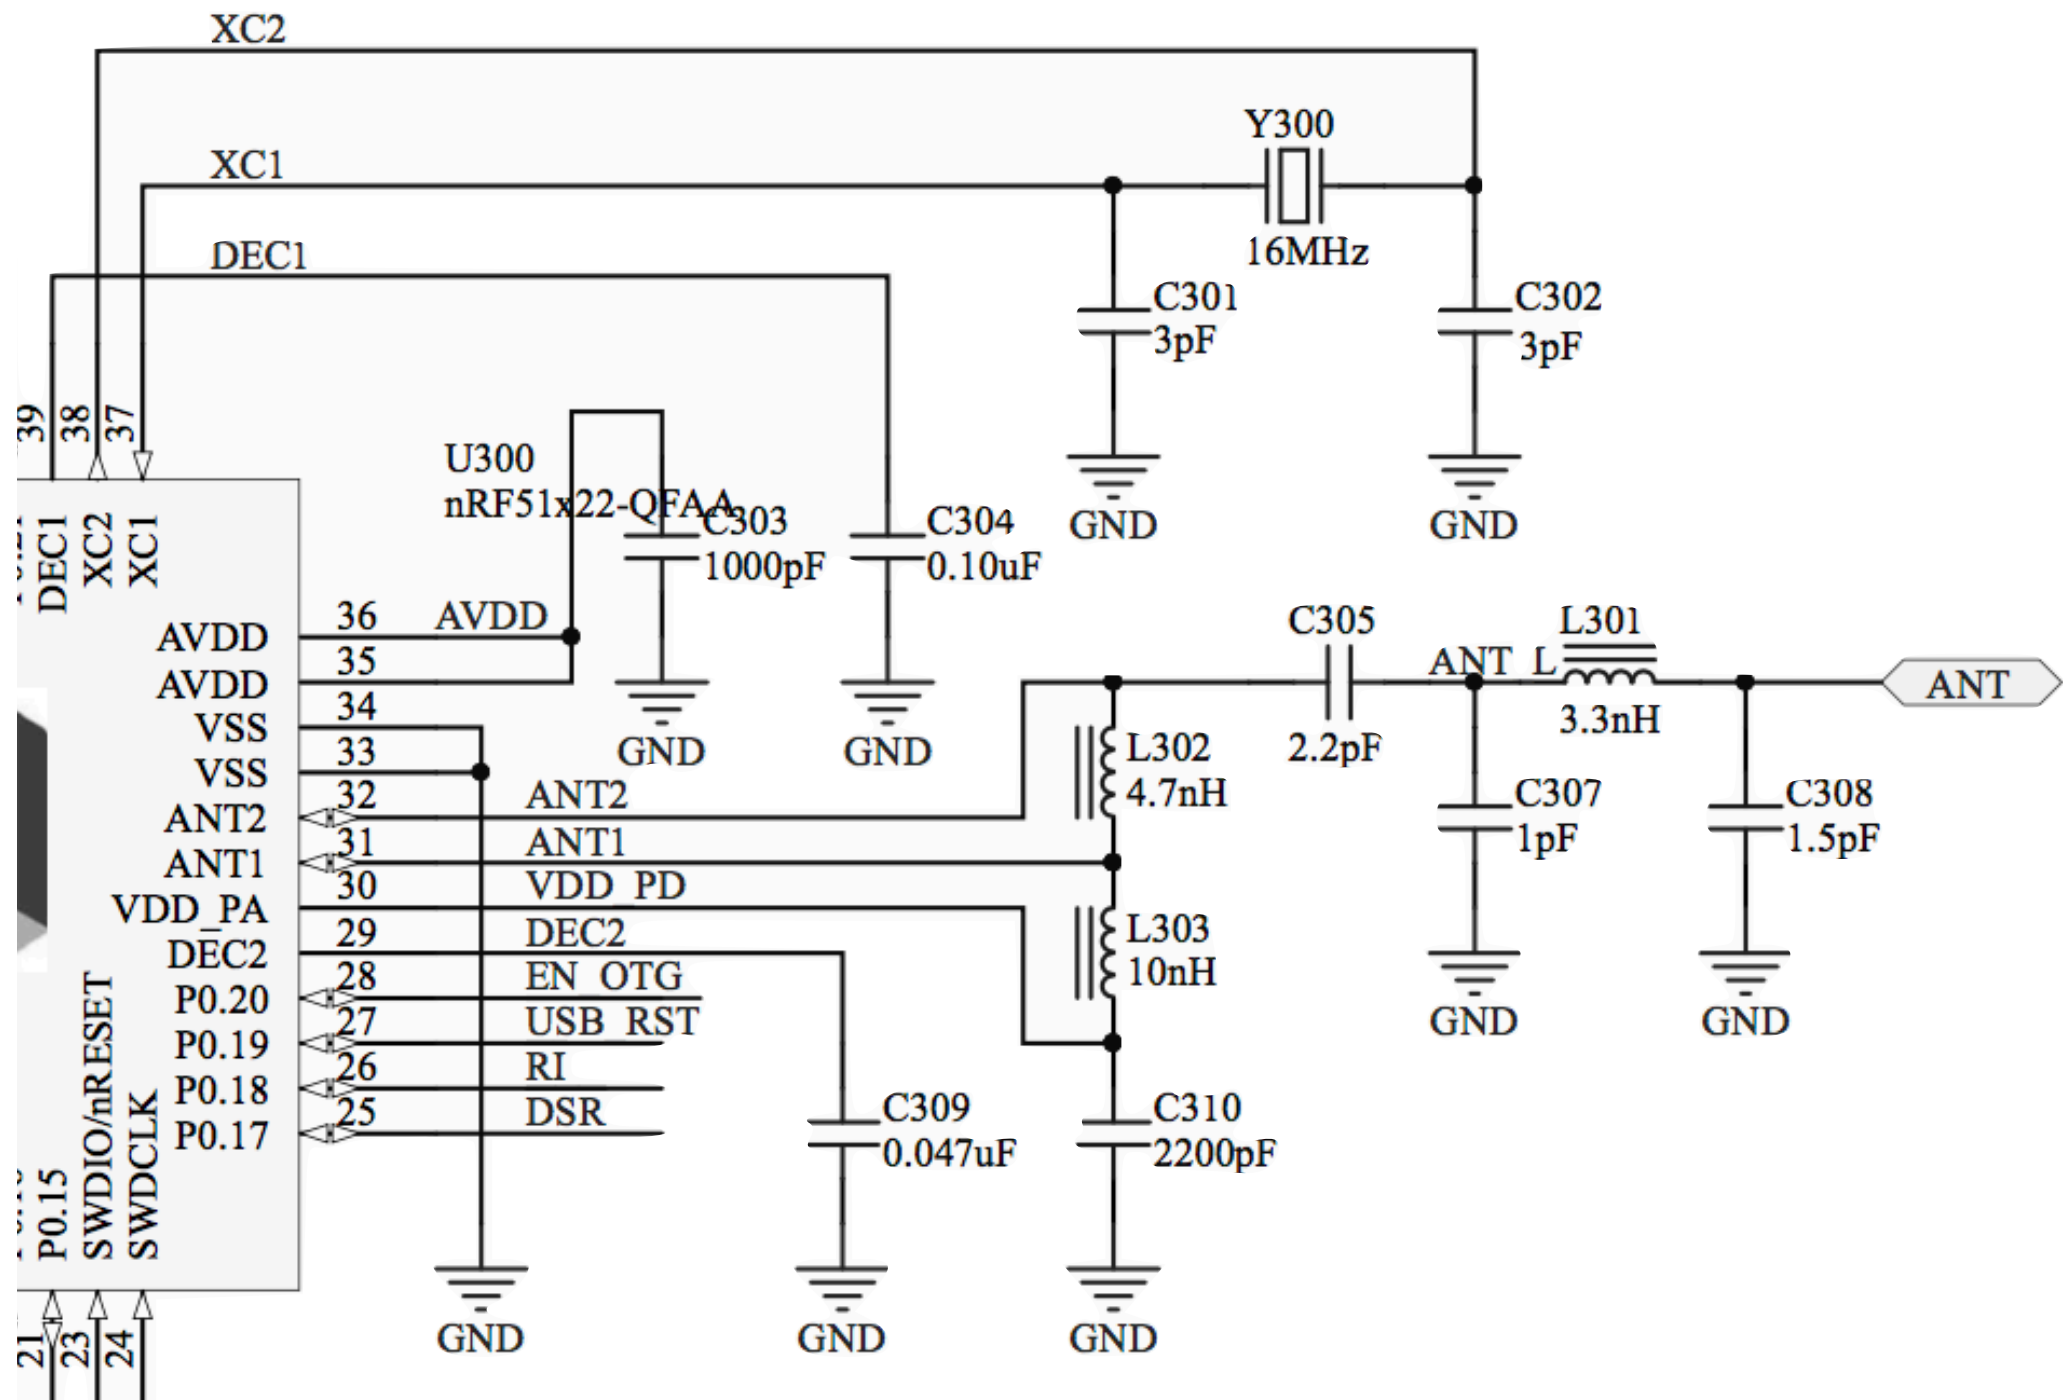 XC2
Y300
XC1
16MHz
DEC1
C301
3pF
C302
3pF
39
38
37
U300
nRF51x22-QFAA
C303
1000pF
C304
0.10uF
GND
GND
DEC1
XC2
XC1
AVDD
36
AVDD
AVDD
35
VSS
34
VSS
33
GND
GND
C305
2.2pF
ANT_L
L301
3.3nH
ANT
L302
4.7nH
ANT2
32
ANT2
ANT1
31
ANT1
VDD_PA
30
VDD_PD
DEC2
29
DEC2
P0.20
28
EN_OTG
P0.19
27
USB_RST
P0.18
26
RI
P0.17
25
DSR
C307
1pF
C308
1.5pF
L303
10nH
GND
GND
C309
0.047uF
C310
2200pF
P0.15
SWDIO/nRESET
SWDCLK
GND
GND
GND
21
23
24